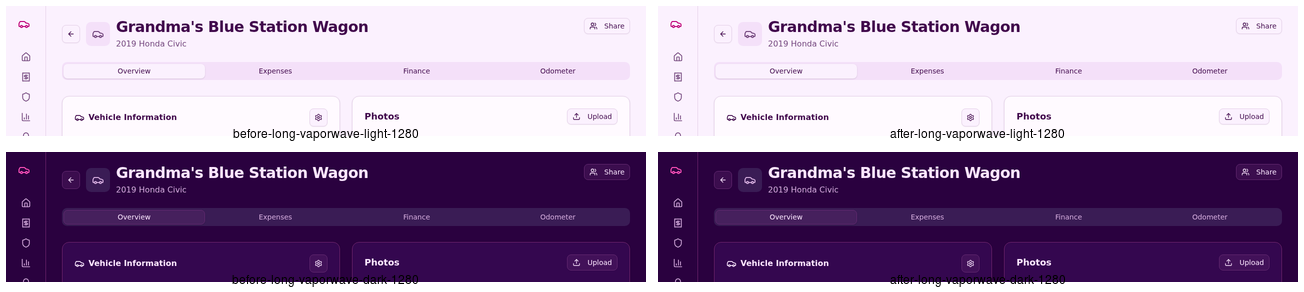 Grandma's Blue Station Wagon
2019 Honda Civic
Share
Overview Expenses Finance Odometer
Vehicle Information
Photos
Upload
before-long-vaporwave-light-1280
Grandma's Blue Station Wagon
2019 Honda Civic
Share
Overview Expenses Finance Odometer
Vehicle Information
Photos
Upload
after-long-vaporwave-light-1280
Grandma's Blue Station Wagon
2019 Honda Civic
Share
Overview Expenses Finance Odometer
Vehicle Information
Photos
Upload
before-long-vaporwave-dark-1280
Grandma's Blue Station Wagon
2019 Honda Civic
Share
Overview Expenses Finance Odometer
Vehicle Information
Photos
Upload
after-long-vaporwave-dark-1280